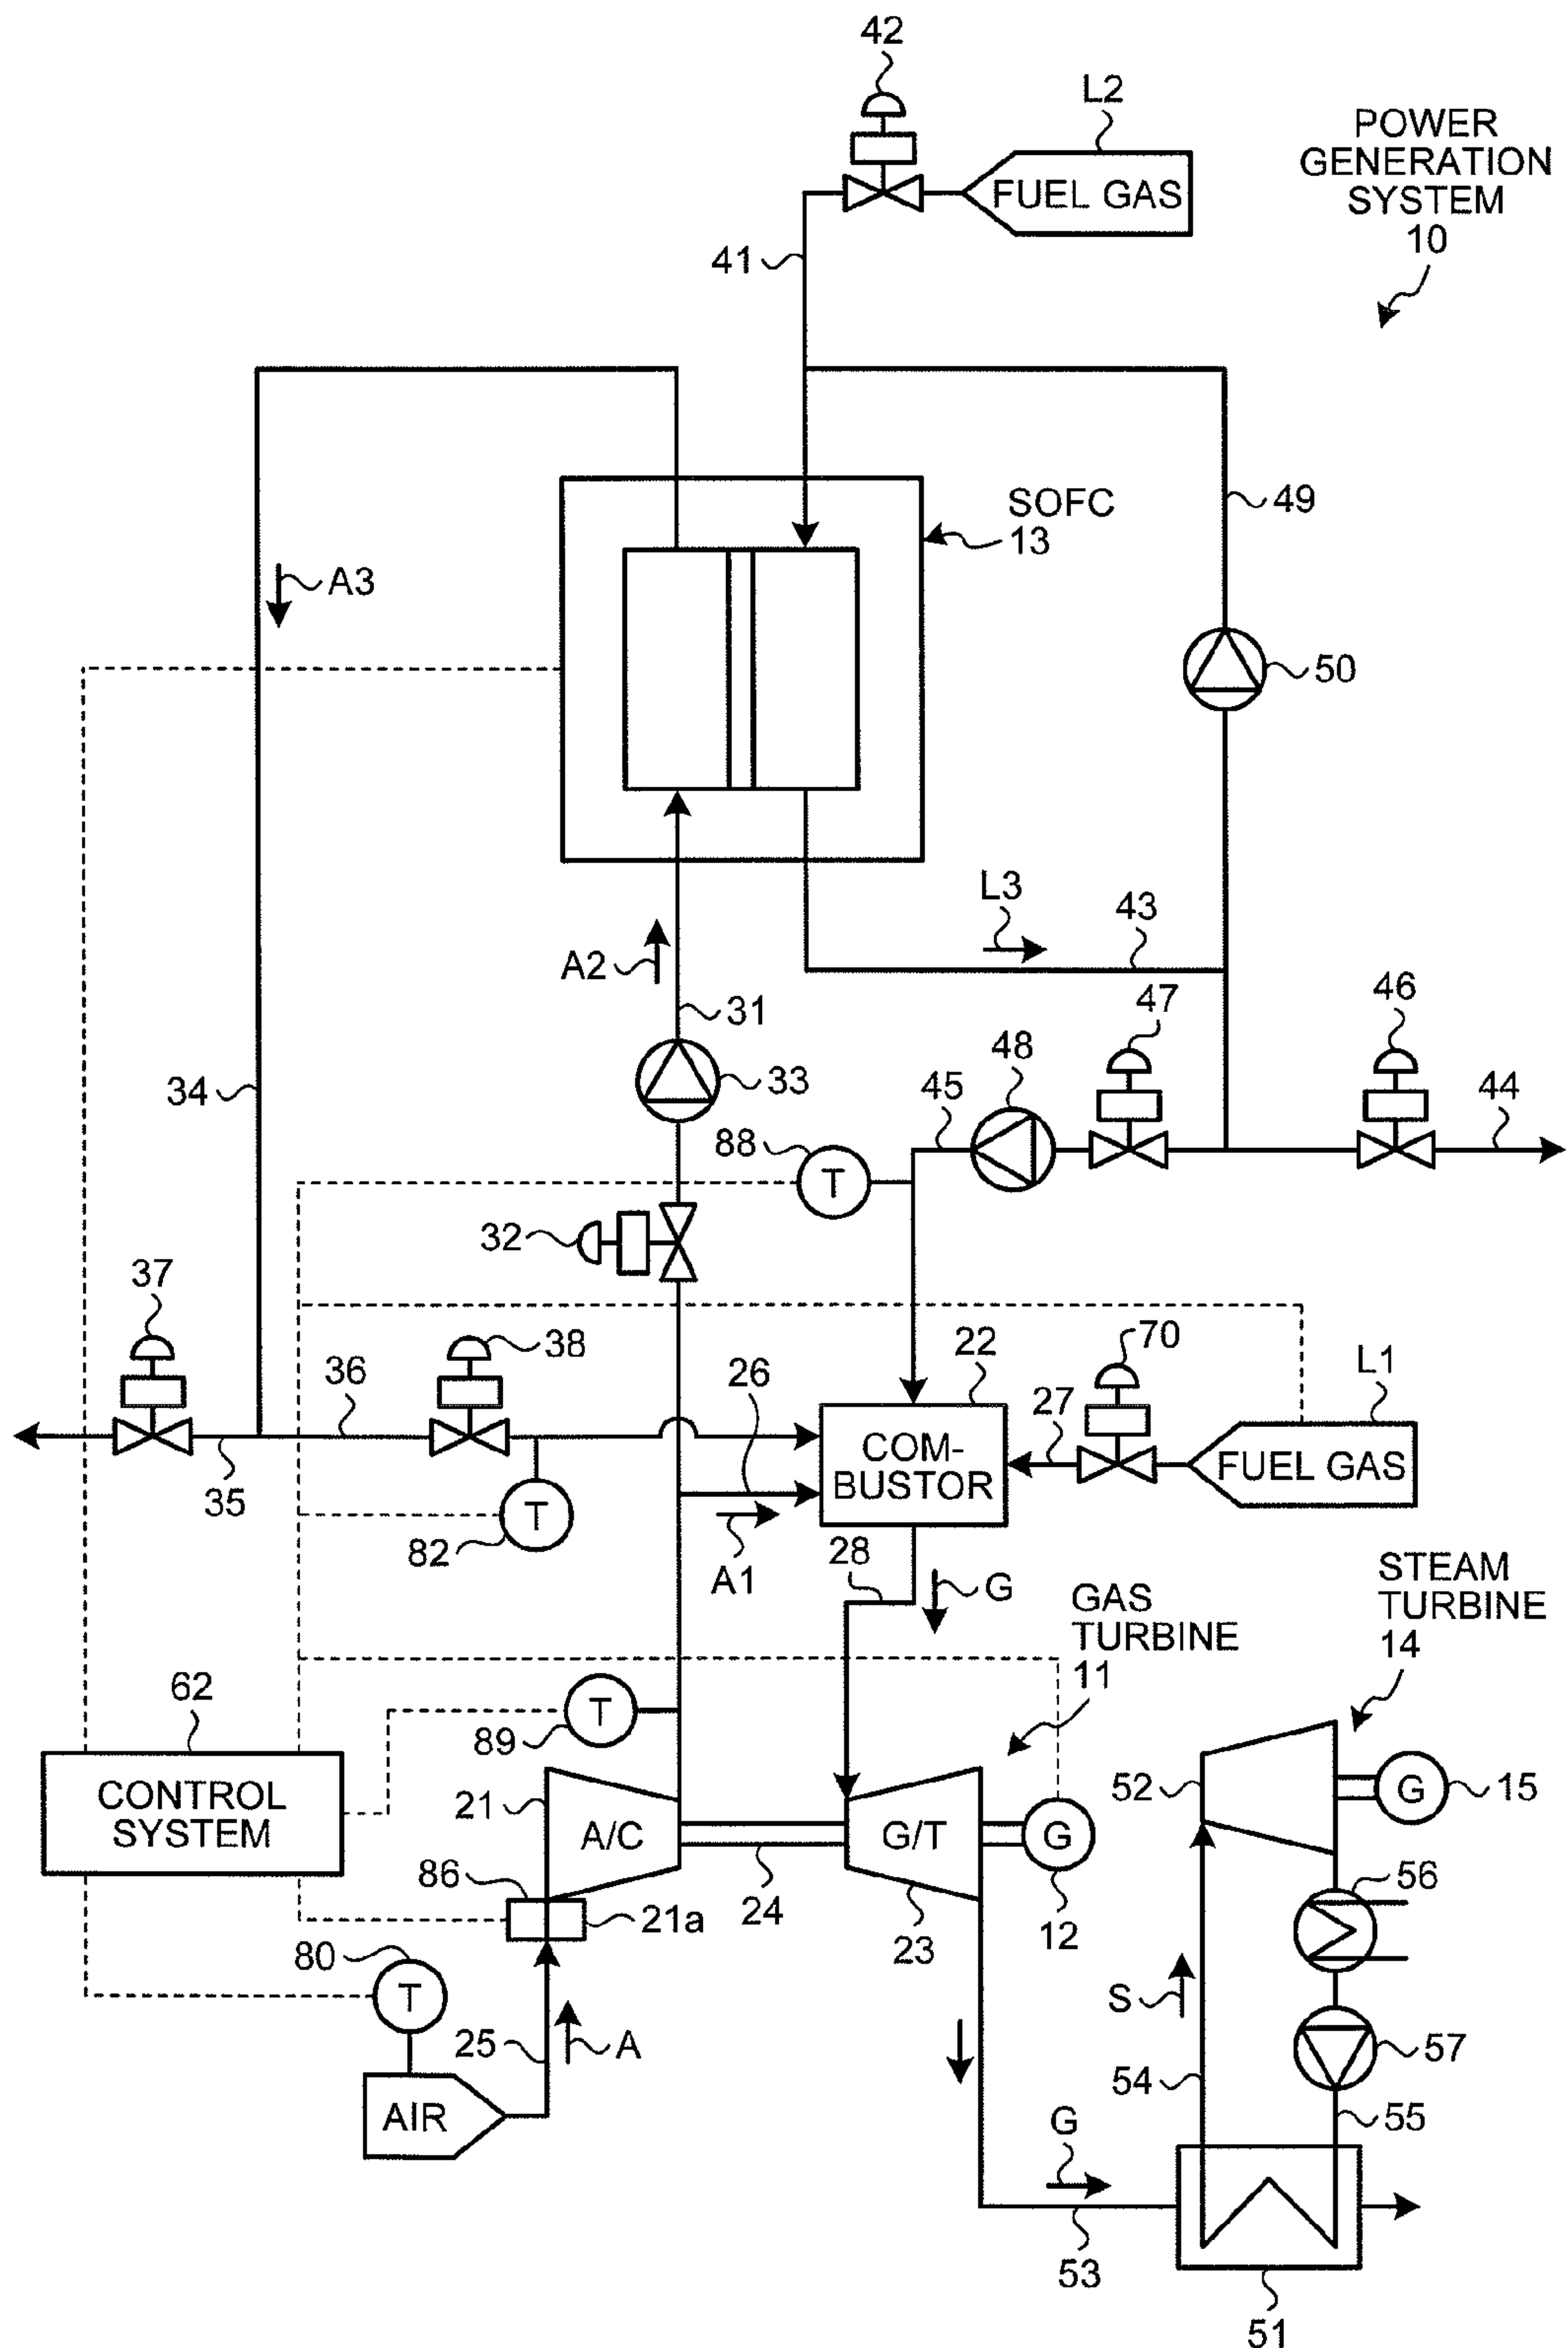 42
L2
POWER
GENERATION
SYSTEM
10
FUEL GAS
41
SOFC
13
49
A3
50
L3
43
A2
31
47
46
48
34
33
45
44
88
T
32
37
38
70
22
L1
36
26
27
COM-
BUSTOR
FUEL GAS
35
T
82
A1
28
G
STEAM
TURBINE
14
GAS
TURBINE
11
62
T
89
CONTROL
SYSTEM
21
A/C
G/T
G
52
G
15
86
21a
24
23
12
56
80
T
S
25
A
57
54
AIR
55
G
53
51